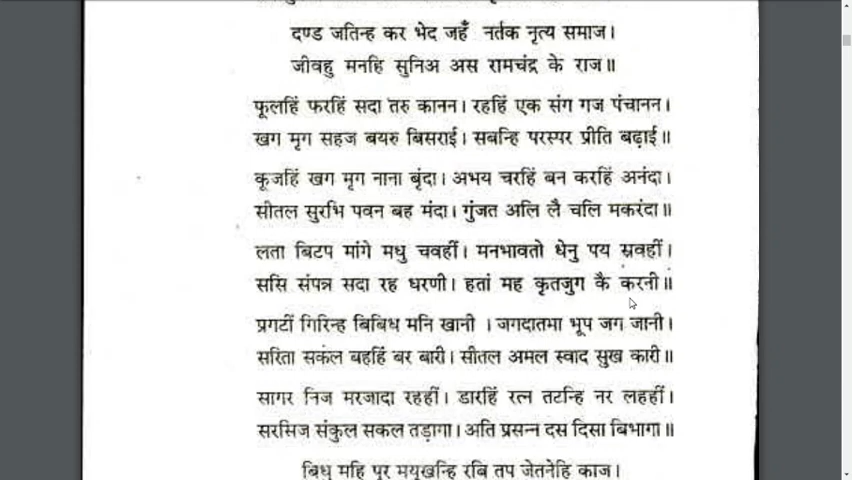 दण्ड जतिन्ह कर भेद जहँ नर्तक नृत्य समाज।
जीवहु मनहि सुनिअ अस रामचंद्र के राज॥
फूलहिं फरहिं सदा तरु कानन। रहहिं एक संग गज पंचानन।
खग मृग सहज बयरु बिसराई। सबन्हि परस्पर प्रीति बढ़ाई॥
कूजहिं खग मृग नाना बृंदा। अभय चरहिं बन करहिं अनंदा।
सीतल सुरभि पवन बह मंदा। गुंजत अलि लै चलि मकरंदा॥
लता बिटप मांगे मधु चवहीं। मनभावतो धेनु पय स्रवहीं।
ससि संपन्न सदा रह धरणी। हतां मह कृतजुग कै करनी॥
प्रगटीं गिरिन्ह बिबिध मनि खानी । जगदातभा भूप जग जानी।
सरिता सकल बहहिं बर बारी। सीतल अमल स्वाद सुख कारी॥
सागर निज मरजादा रहहीं। डारहिं रत्न तटन्हि नर लहहीं।
सरसिज संकुल सकल तड़ागा। अति प्रसन्न दस दिसा बिभागा॥
बिधु महि पूर मयूखन्हि रबि तप जेतनेहि काज।